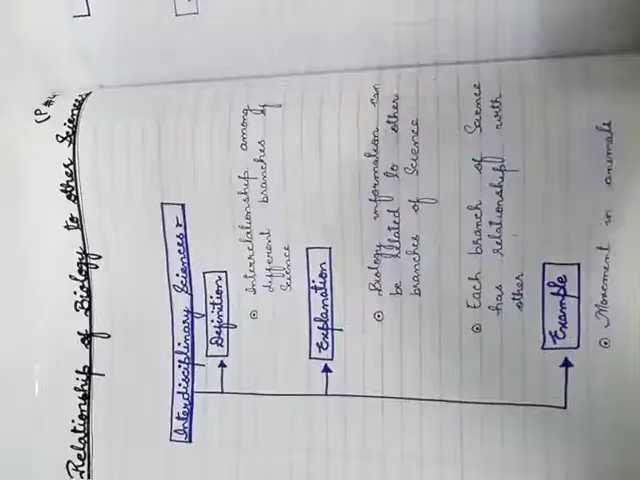 (P #4
Relationship of Biology to other Sciences
Interdisciplinary Sciences:-
Definition
Interrelationship among
different branches of
Science
Explanation
Biology information can
be related to other
branches of Science
Each branch of Science
has relationship with
other
Example
Movement in animals